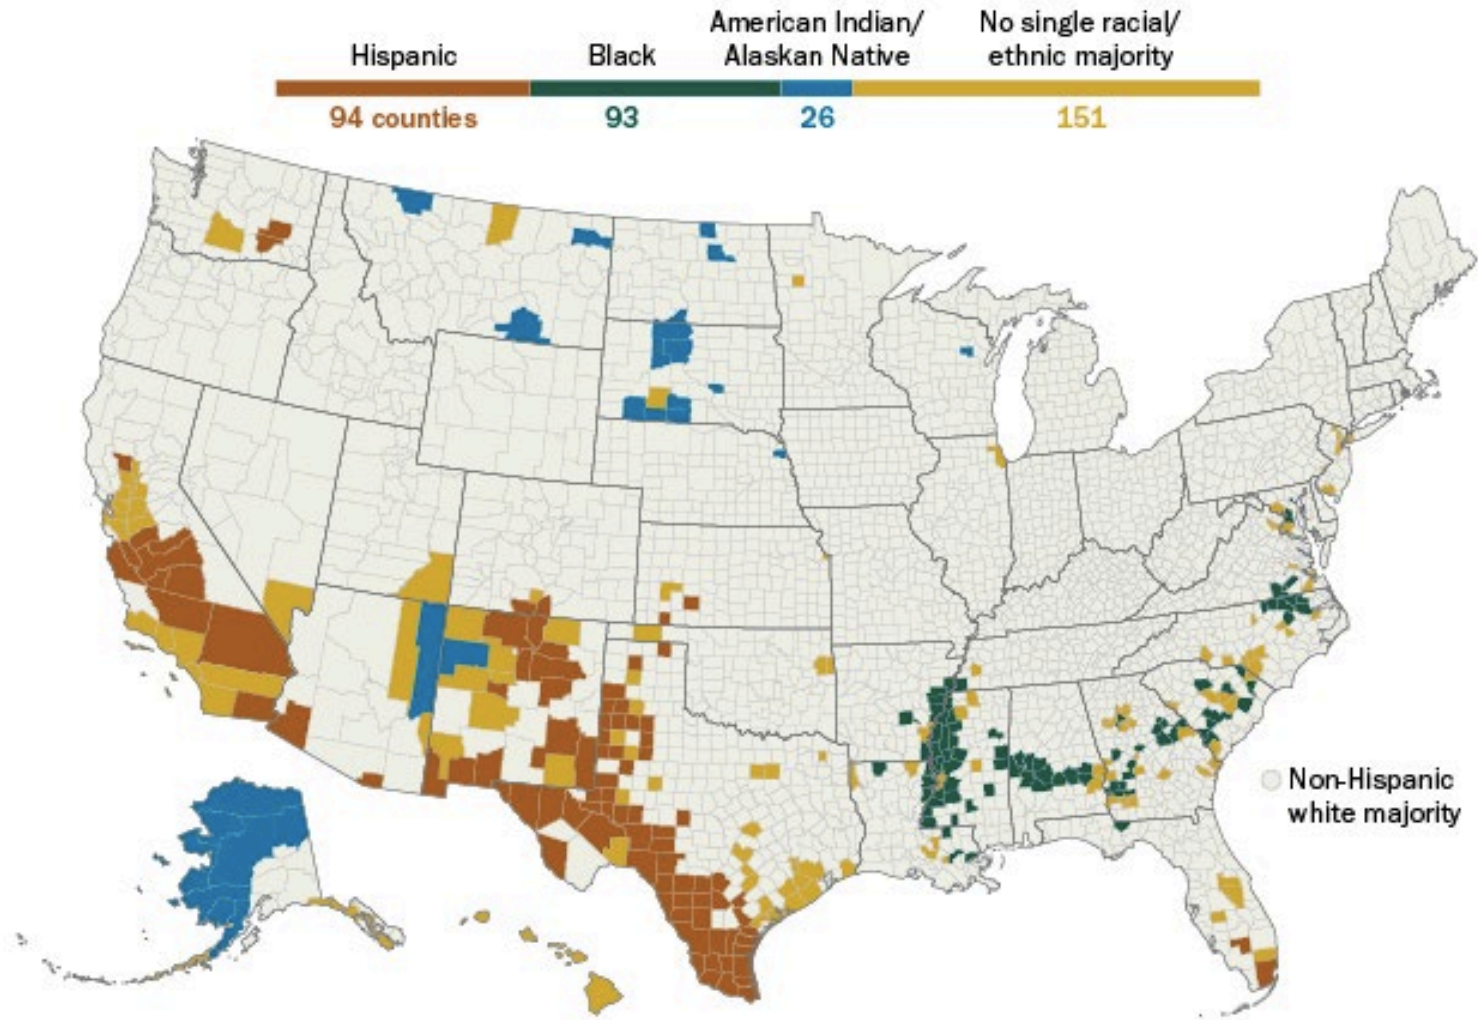 Hispanic
Black
American Indian/
Alaskan Native
No single racial/
ethnic majority
94 counties
93
26
151
Non-Hispanic
white majority